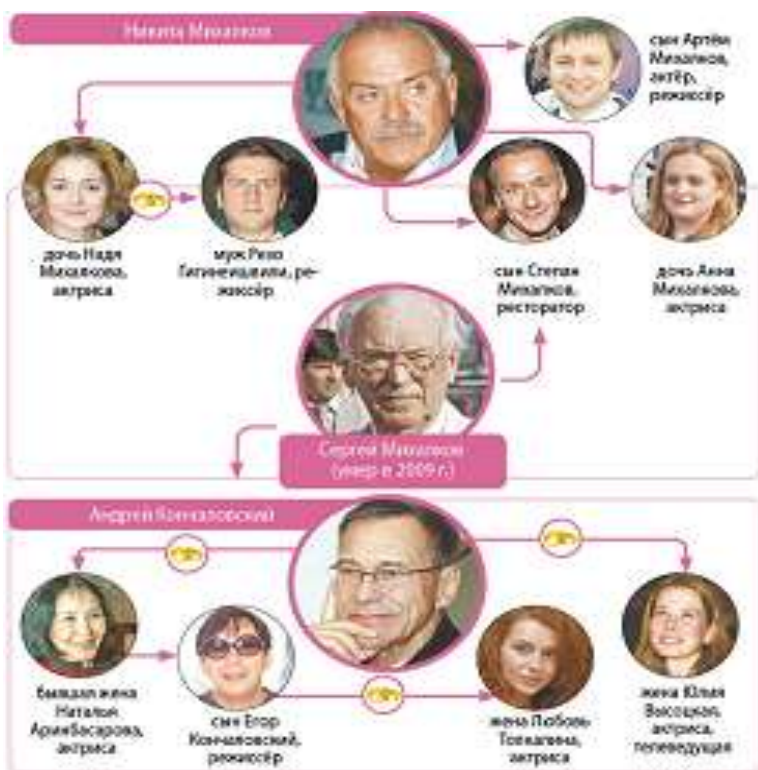 Никита Михалков
сын Артём
Михалков,
актёр,
режиссёр
дочь Надя
Михалкова,
актриса
муж Резо
Гигинеишвили, ре-
жиссёр
сын Степан
Михалков,
ресторатор
дочь Анна
Михалкова,
актриса
Сергей Михалков
(умер в 2009 г.)
Андрей Кончаловский
бывшая жена
Наталья
Аринбасарова,
актриса
сын Егор
Кончаловский,
режиссёр
жена Любовь
Толкалина,
актриса
жена Юлия
Высоцкая,
актриса,
телеведущая